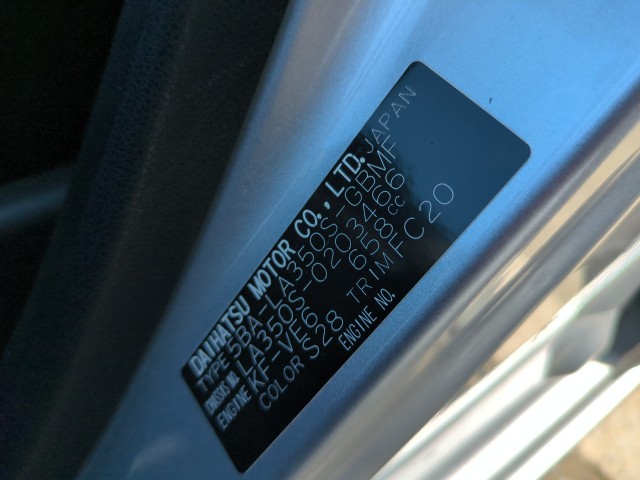 DAIHATSU MOTOR CO., LTD. JAPAN
TYPE 5BA-LA350S-GBMF
CHASSIS NO. LA350S-0203466
ENGINE KF-VE6 658cc
COLOR S28 TRIM FC20
ENGINE NO.